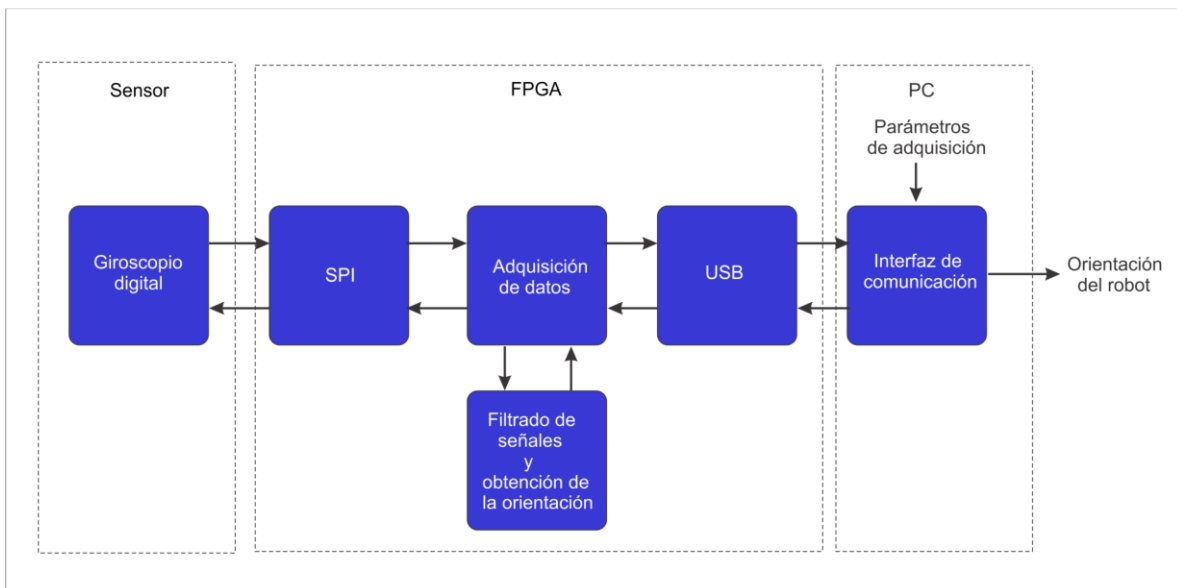 Sensor
FPGA
PC
Parámetros
de adquisición
Giroscopio
digital
SPI
Adquisición
de datos
USB
Interfaz de
comunicación
Orientación
del robot
Filtrado de
señales
y
obtención de
la orientación